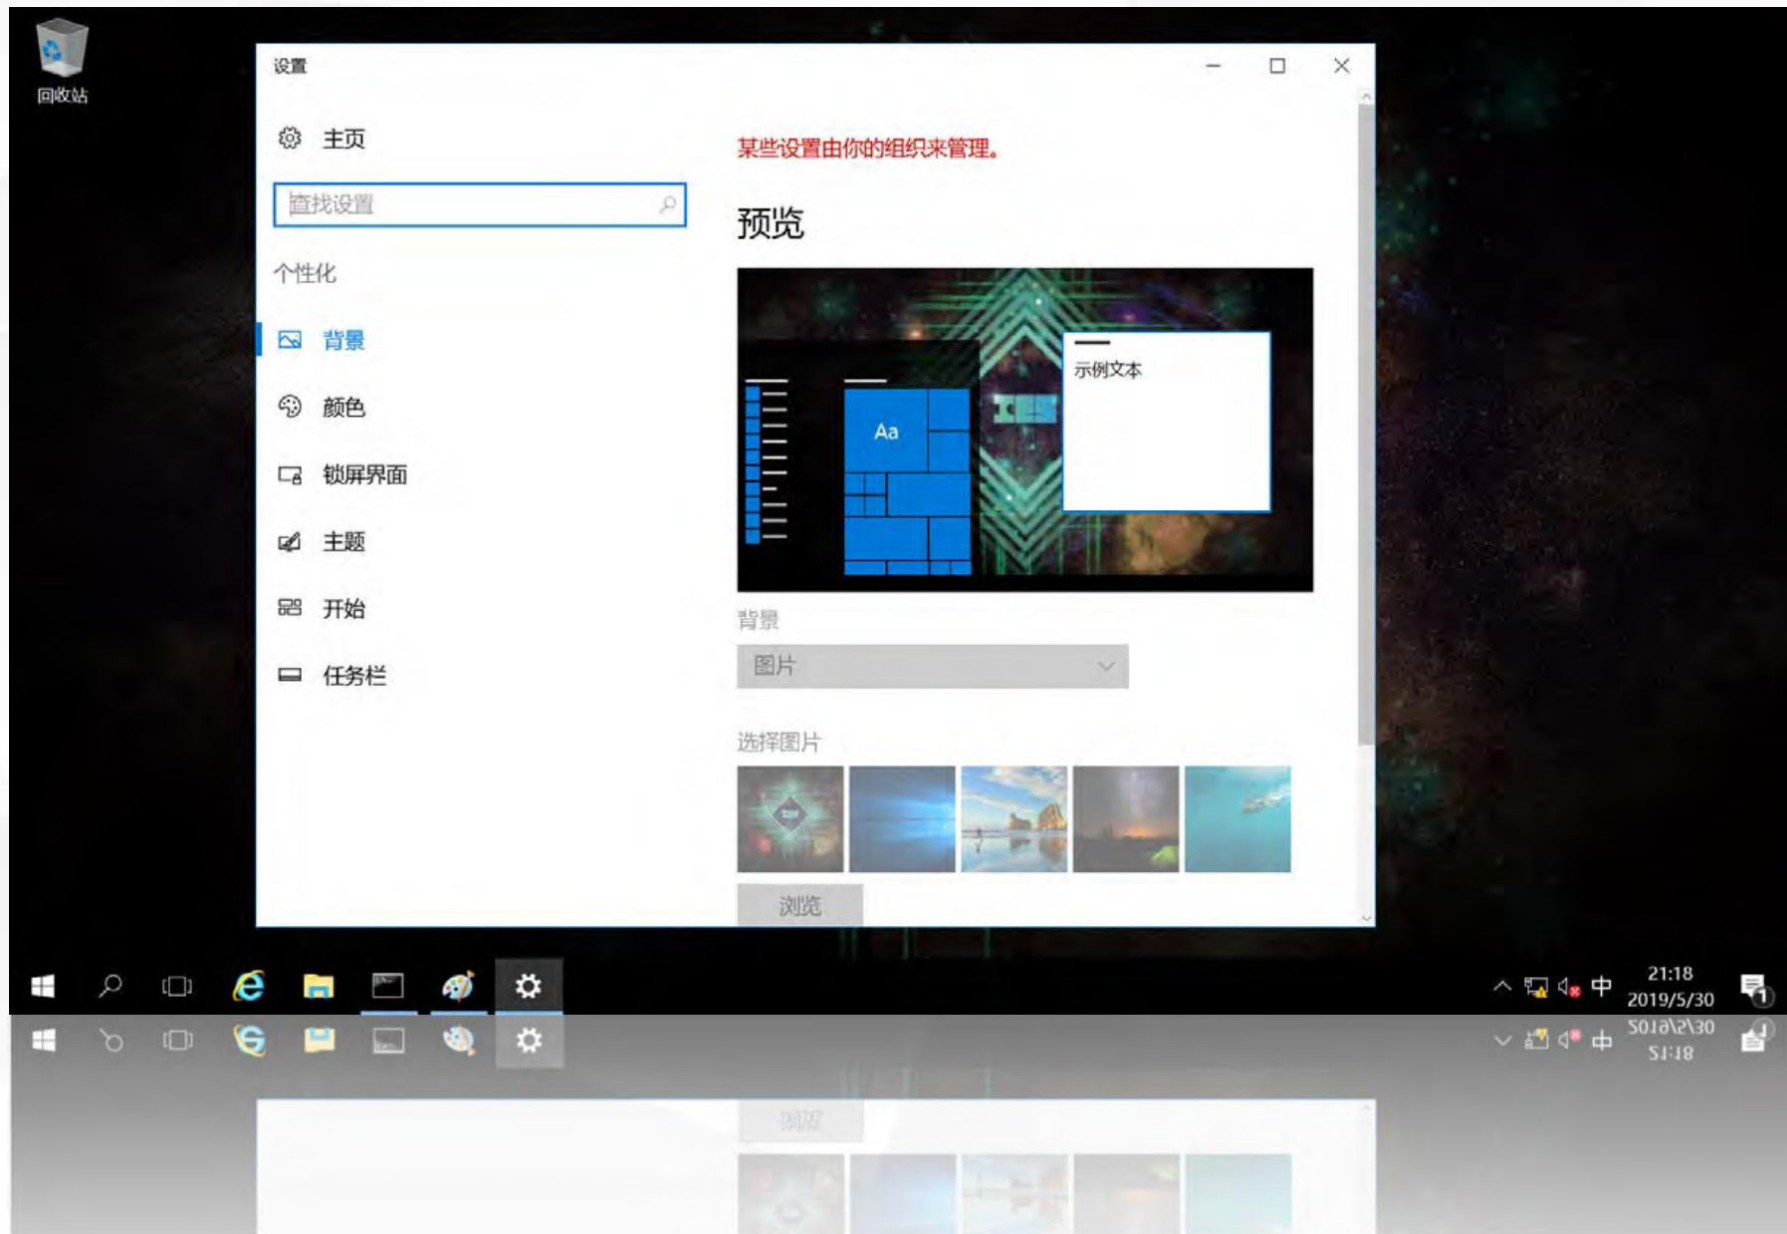 回收站
设置
主页
查找设置
个性化
背景
颜色
锁屏界面
主题
开始
任务栏
某些设置由你的组织来管理。
预览
Aa
示例文本
背景
图片
选择图片
浏览
中
21:18
2019/5/30
1